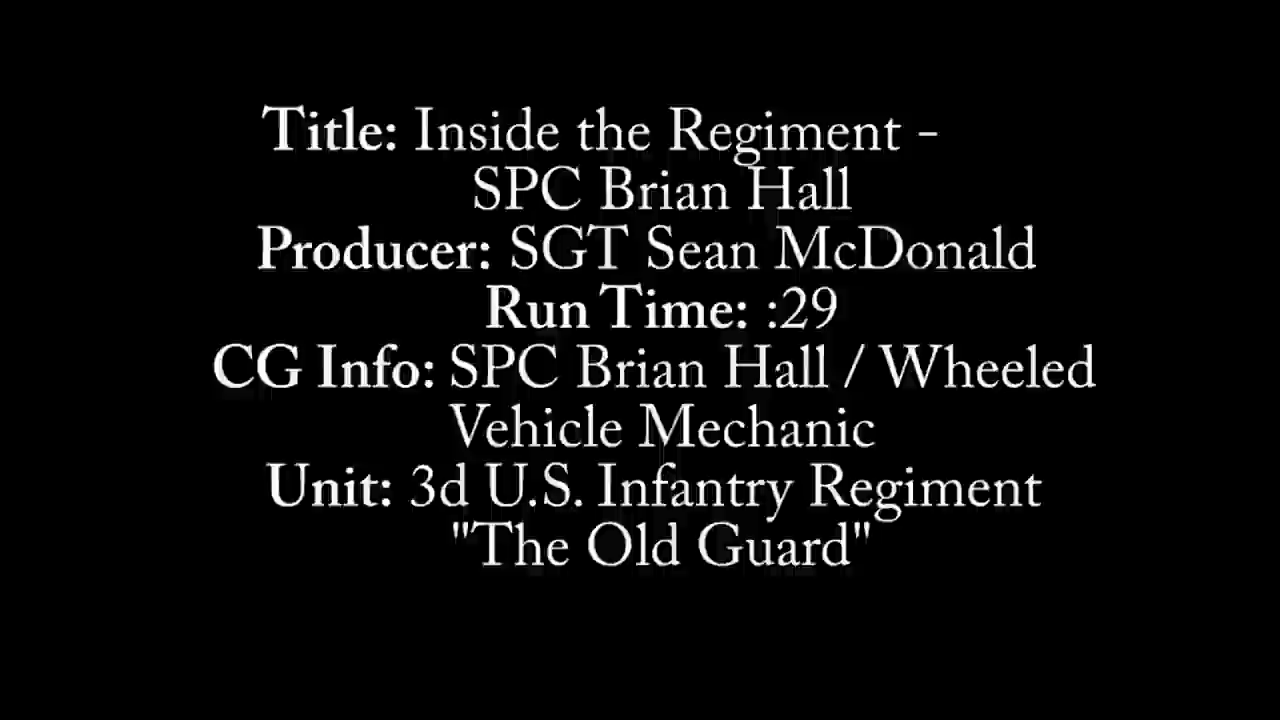 Title: Inside the Regiment -
SPC Brian Hall
Producer: SGT Sean McDonald
Run Time: :29
CG Info: SPC Brian Hall / Wheeled
Vehicle Mechanic
Unit: 3d U.S. Infantry Regiment
"The Old Guard"